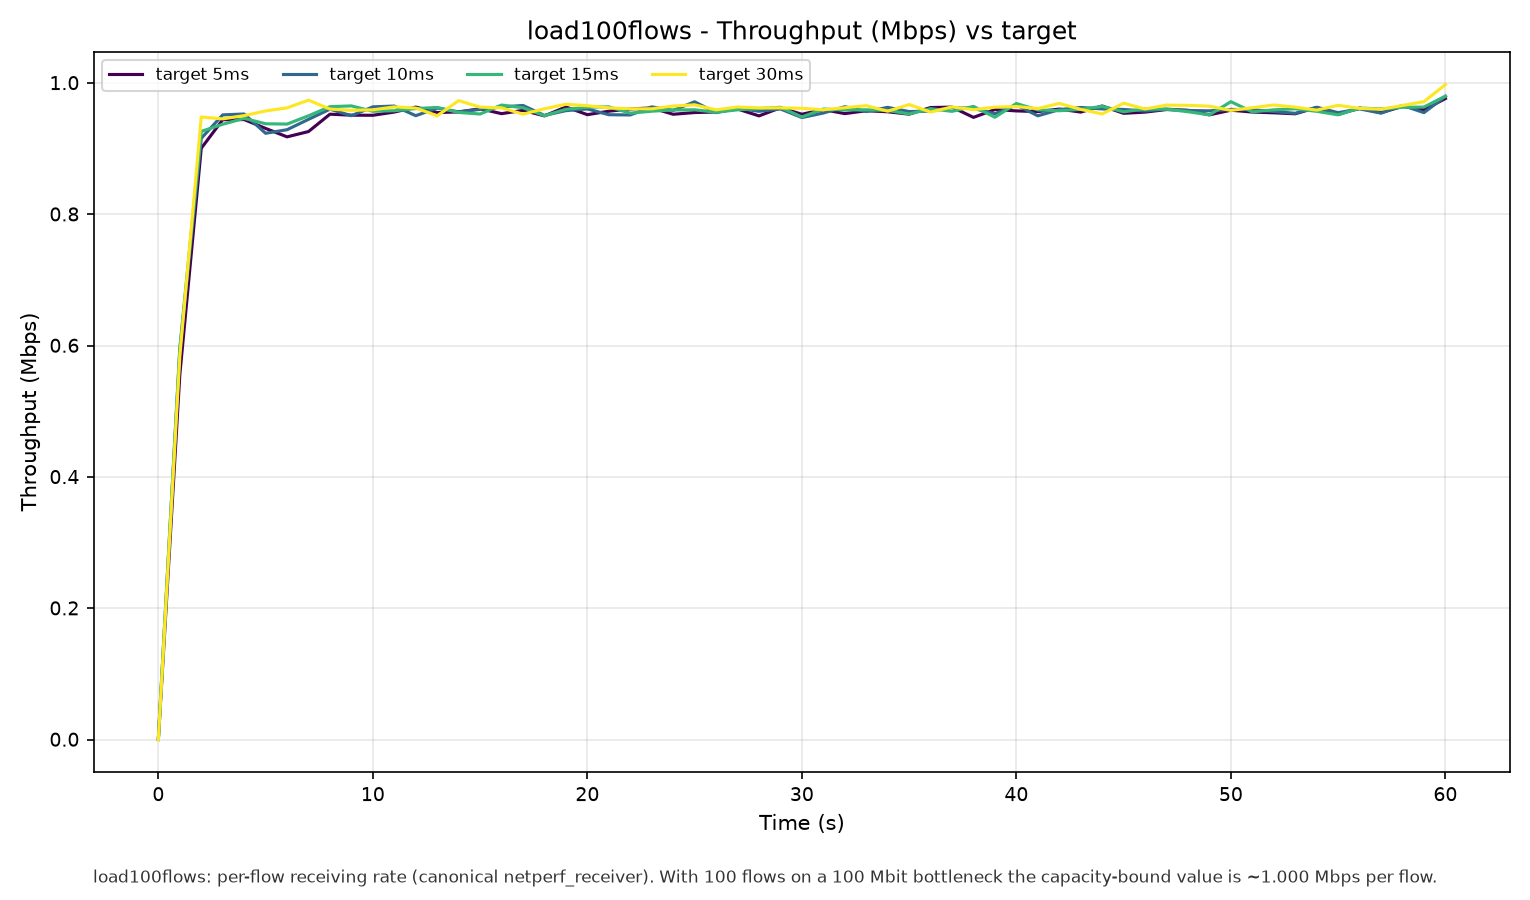 load100flows - Throughput (Mbps) vs target
target 5ms
target 10ms
target 15ms
target 30ms
1.0
0.8
0.6
0.4
0.2
0.0
Throughput (Mbps)
0 10 20 30 40 50 60
Time (s)
load100flows: per-flow receiving rate (canonical netperf_receiver). With 100 flows on a 100 Mbit bottleneck the capacity-bound value is ~1.000 Mbps per flow.